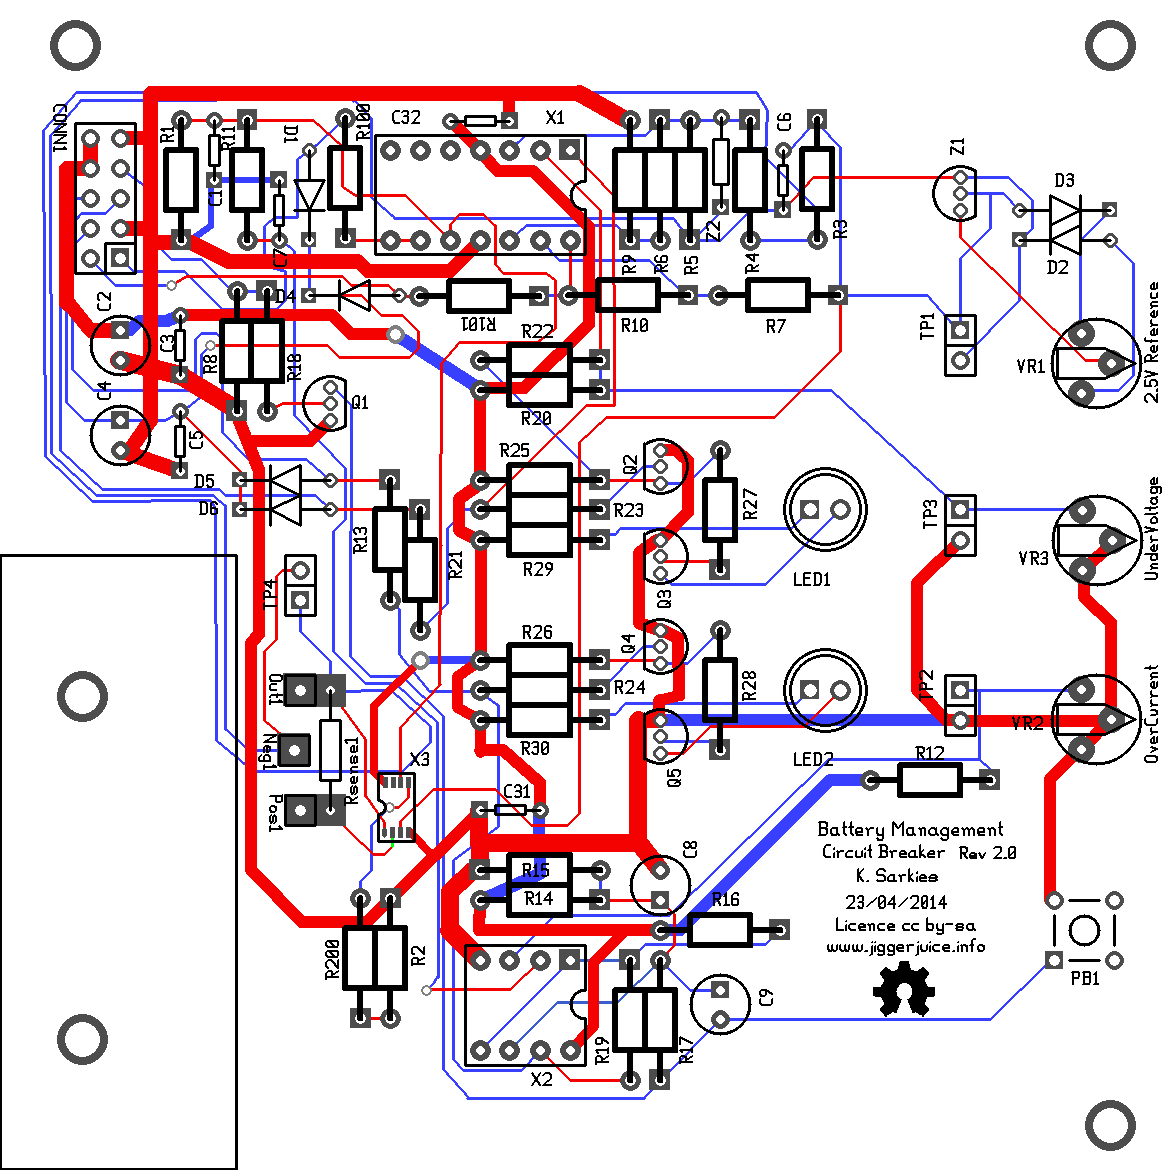 CONN1
R1
R11
D1
R100
C32
X1
C6
Z1
D3
C1
C7
R9
R6
R5
Z2
R4
R3
D2
C2
D4
R101
R10
R7
TP1
VR1
2.5V Reference
C3
R8
R18
R22
R20
C4
Q1
C5
R25
Q2
D5
D6
R23
R27
TP3
UnderVoltage
R13
R21
R29
Q3
LED1
VR3
TP4
R26
Q4
Out1
R24
R28
TP2
VR2
OverCurrent
Neg1
Rsense1
X3
R30
Q5
LED2
R12
Pos1
C31
Battery Management
Circuit Breaker Rev 2.0
K. Sarkies
23/04/2014
Licence cc by-sa
www.jiggerjuice.info
R15
R14
C8
R16
R200
R2
C9
PB1
R19
R17
X2